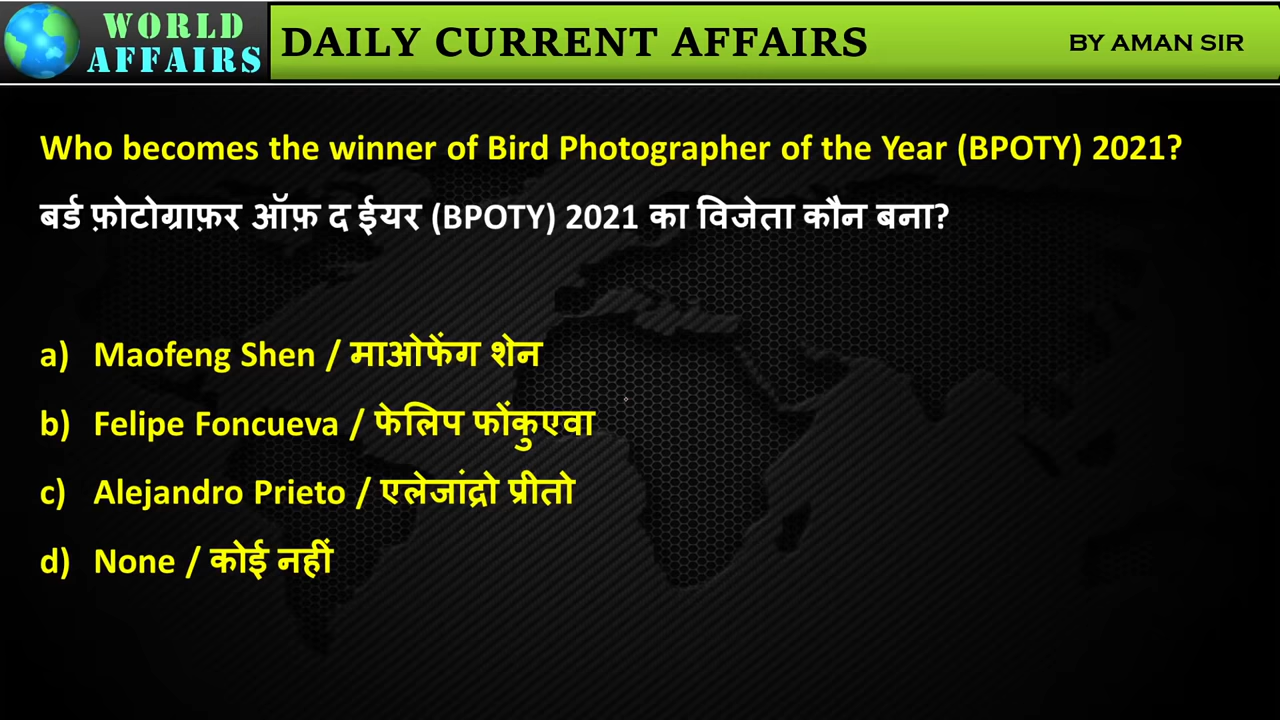 WORLD
AFFAIRS
DAILY CURRENT AFFAIRS
BY AMAN SIR
Who becomes the winner of Bird Photographer of the Year (BPOTY) 2021?
बर्ड फ़ोटोग्राफ़र ऑफ़ द ईयर (BPOTY) 2021 का विजेता कौन बना?
a) Maofeng Shen / माओफेंग शेन
b) Felipe Foncueva / फेलिप फोंकुएवा
c) Alejandro Prieto / एलेजांद्रो प्रीतो
d) None / कोई नहीं